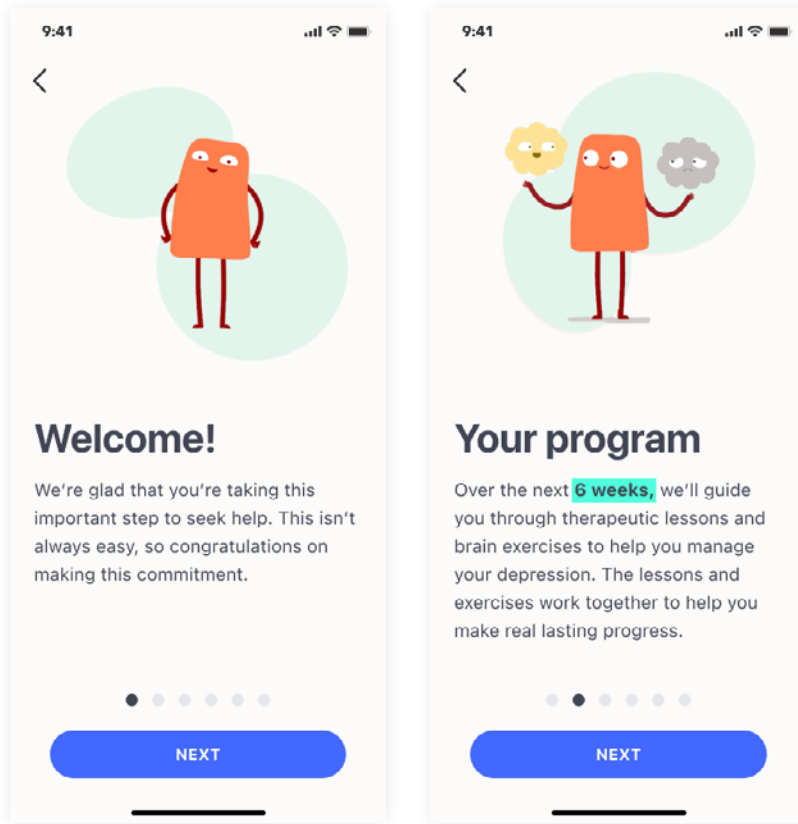 9:41
Welcome!
We're glad that you're taking this
important step to seek help. This isn't
always easy, so congratulations on
making this commitment.
NEXT
9:41
Your program
Over the next 6 weeks, we'll guide
you through therapeutic lessons and
brain exercises to help you manage
your depression. The lessons and
exercises work together to help you
make real lasting progress.
NEXT